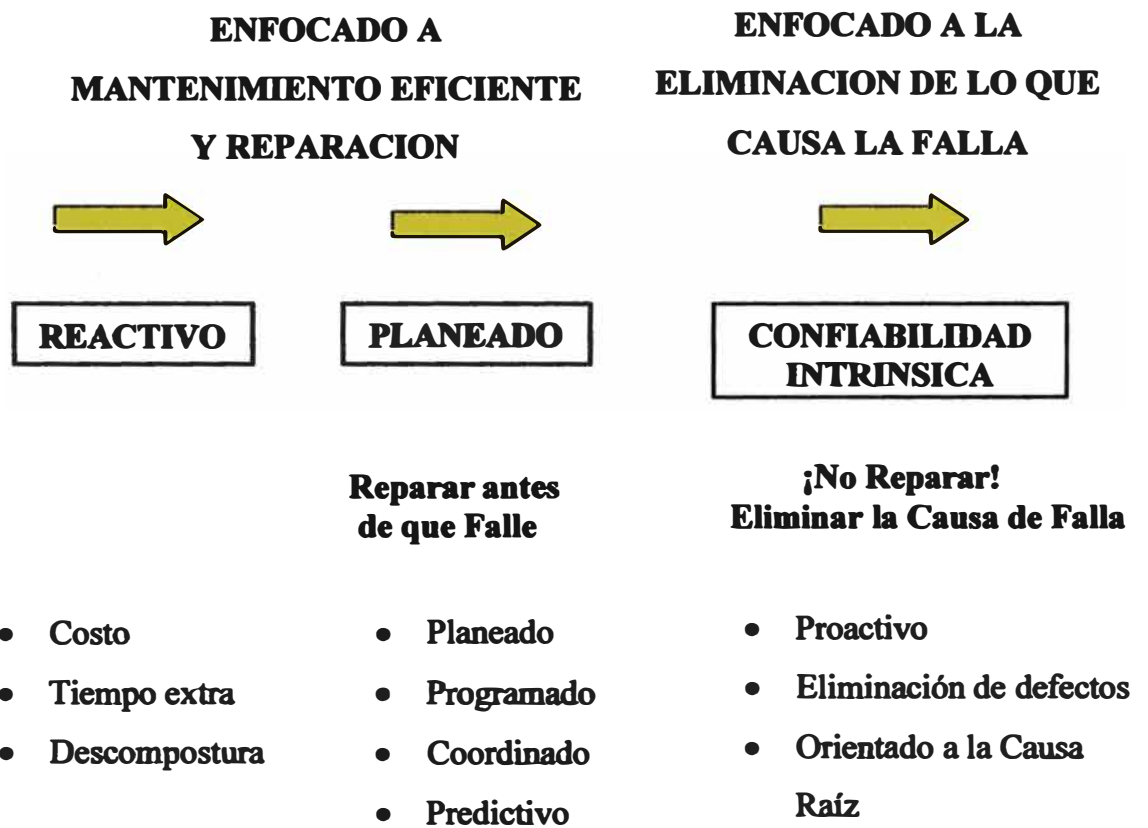 ENFOCADO A
MANTENIMIENTO EFICIENTE
Y REPARACION
ENFOCADO A LA
ELIMINACION DE LO QUE
CAUSA LA FALLA
REACTIVO
PLANEADO
CONFIABILIDAD
INTRINSICA
Reparar antes
de que Falle
¡No Reparar!
Eliminar la Causa de Falla
• Costo
• Tiempo extra
• Descompostura
• Planeado
• Programado
• Coordinado
• Predictivo
• Proactivo
• Eliminación de defectos
• Orientado a la Causa
Raíz